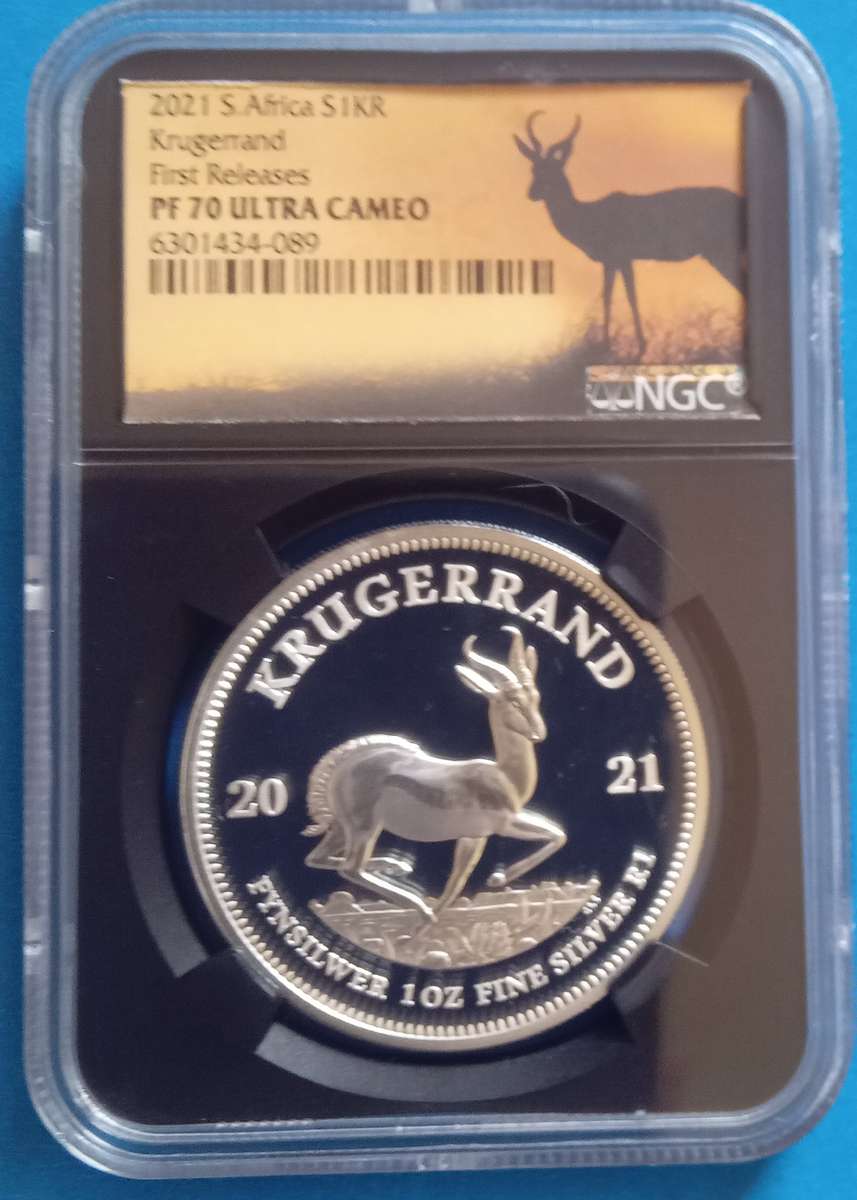 2021 S.Africa S1KR
Krugerrand
First Releases
PF 70 ULTRA CAMEO
6301434-089
NGC®
KRUGERRAND
20 21
FYNSILWER 1OZ FINE SILVER R1